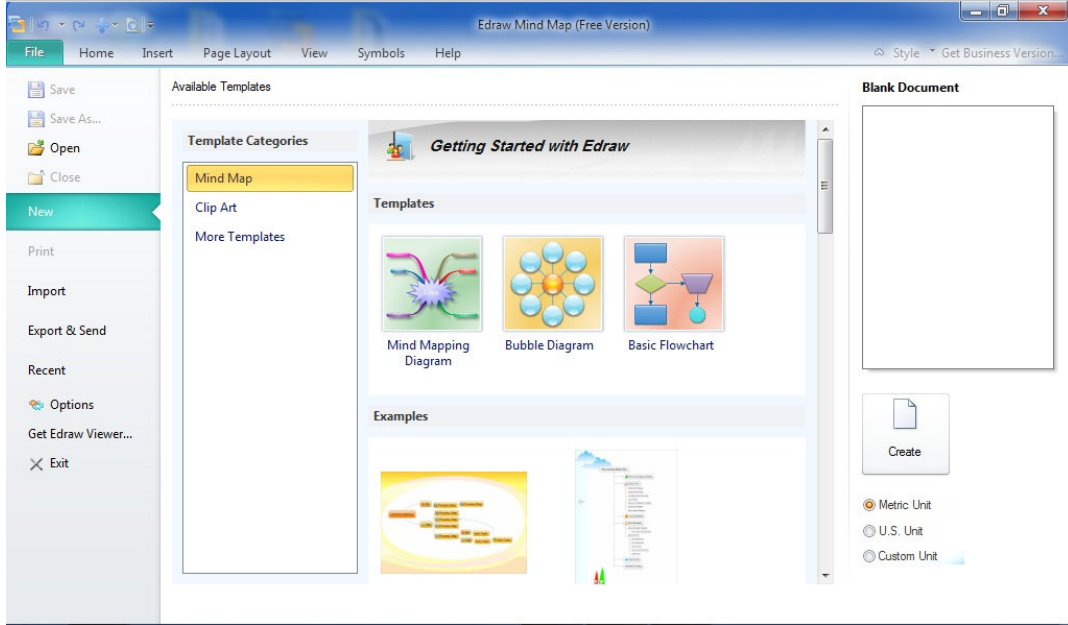 Edraw Mind Map (Free Version)
File Home Insert Page Layout View Symbols Help
Style Get Business Version...
Save
Save As...
Open
Close
New
Print
Import
Export & Send
Recent
Options
Get Edraw Viewer...
Exit
Available Templates
Template Categories
Mind Map
Clip Art
More Templates
Getting Started with Edraw
Templates
Mind Mapping
Diagram
Bubble Diagram
Basic Flowchart
Examples
Blank Document
Create
Metric Unit
U.S. Unit
Custom Unit